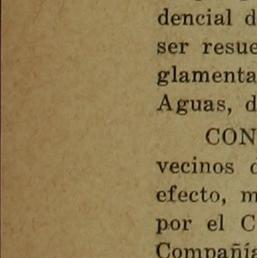 dencial d
ser resue
glamenta
Aguas, d
CON
vecinos d
efecto, m
por el C
Compañía